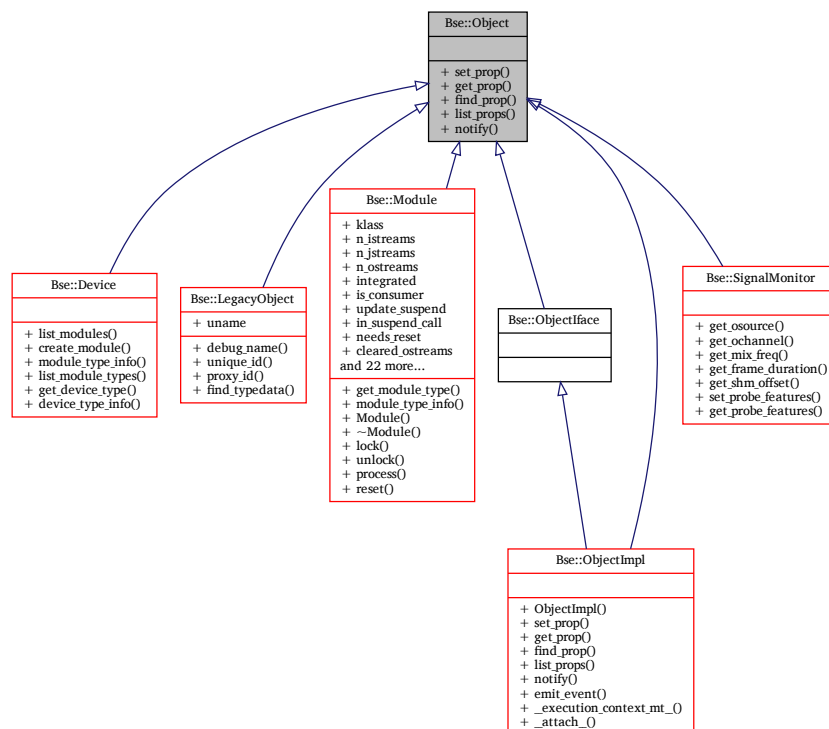 Bse::Object
+ set_prop()
+ get_prop()
+ find_prop()
+ list_props()
+ notify()
Bse::Device
+ list_modules()
+ create_module()
+ module_type_info()
+ list_module_types()
+ get_device_type()
+ device_type_info()
Bse::LegacyObject
+ uname
+ debug_name()
+ unique_id()
+ proxy_id()
+ find_typedata()
Bse::Module
+ klass
+ n_istreams
+ n_jstreams
+ n_ostreams
+ integrated
+ is_consumer
+ update_suspend
+ in_suspend_call
+ needs_reset
+ cleared_ostreams
and 22 more...
+ get_module_type()
+ module_type_info()
+ Module()
+ ~Module()
+ lock()
+ unlock()
+ process()
+ reset()
Bse::ObjectIface
Bse::SignalMonitor
+ get_osource()
+ get_ochannel()
+ get_mix_freq()
+ get_frame_duration()
+ get_shm_offset()
+ set_probe_features()
+ get_probe_features()
Bse::ObjectImpl
+ ObjectImpl()
+ set_prop()
+ get_prop()
+ find_prop()
+ list_props()
+ notify()
+ emit_event()
+ _execution_context_mt_()
+ _attach_()